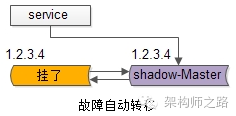 service
1.2.3.4
1.2.3.4
挂了
shadow-Master
故障自动转移
架构师之路